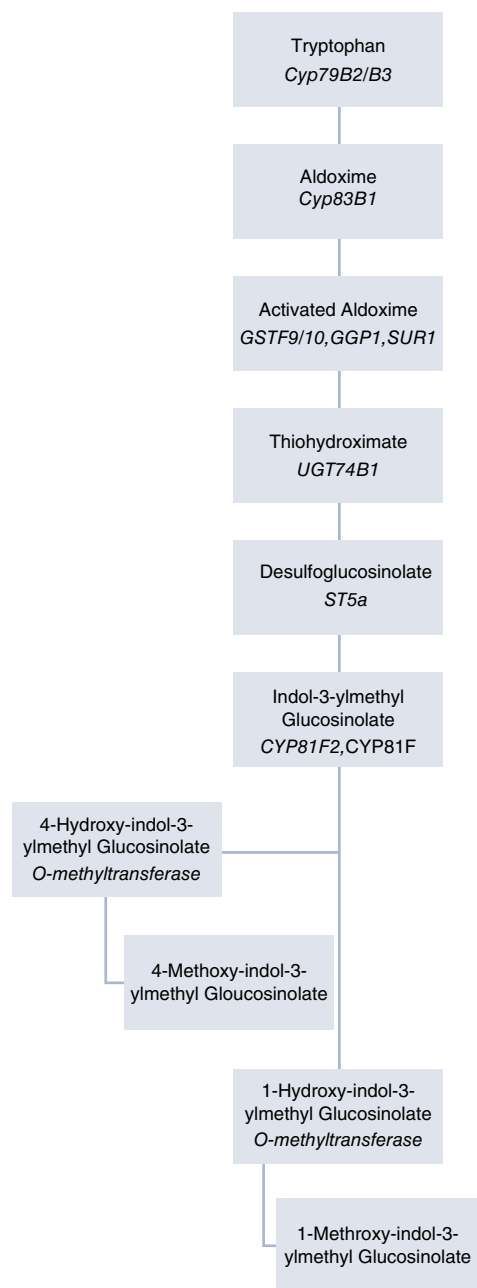 Tryptophan
Cyp79B2/B3
Aldoxime
Cyp83B1
Activated Aldoxime
GSTF9/10,GGP1,SUR1
Thiohydroximate
UGT74B1
Desulfoglucosinolate
ST5a
Indol-3-ylmethyl
Glucosinolate
CYP81F2,CYP81F
4-Hydroxy-indol-3-
ylmethyl Glucosinolate
O-methyltransferase
4-Methoxy-indol-3-
ylmethyl Gloucosinolate
1-Hydroxy-indol-3-
ylmethyl Glucosinolate
O-methyltransferase
1-Methroxy-indol-3-
ylmethyl Glucosinolate